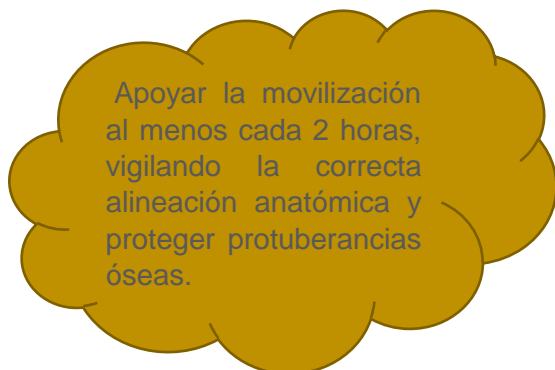 Apoyar la movilización
al menos cada 2 horas,
vigilando la correcta
alineación anatómica y
proteger protuberancias
óseas.